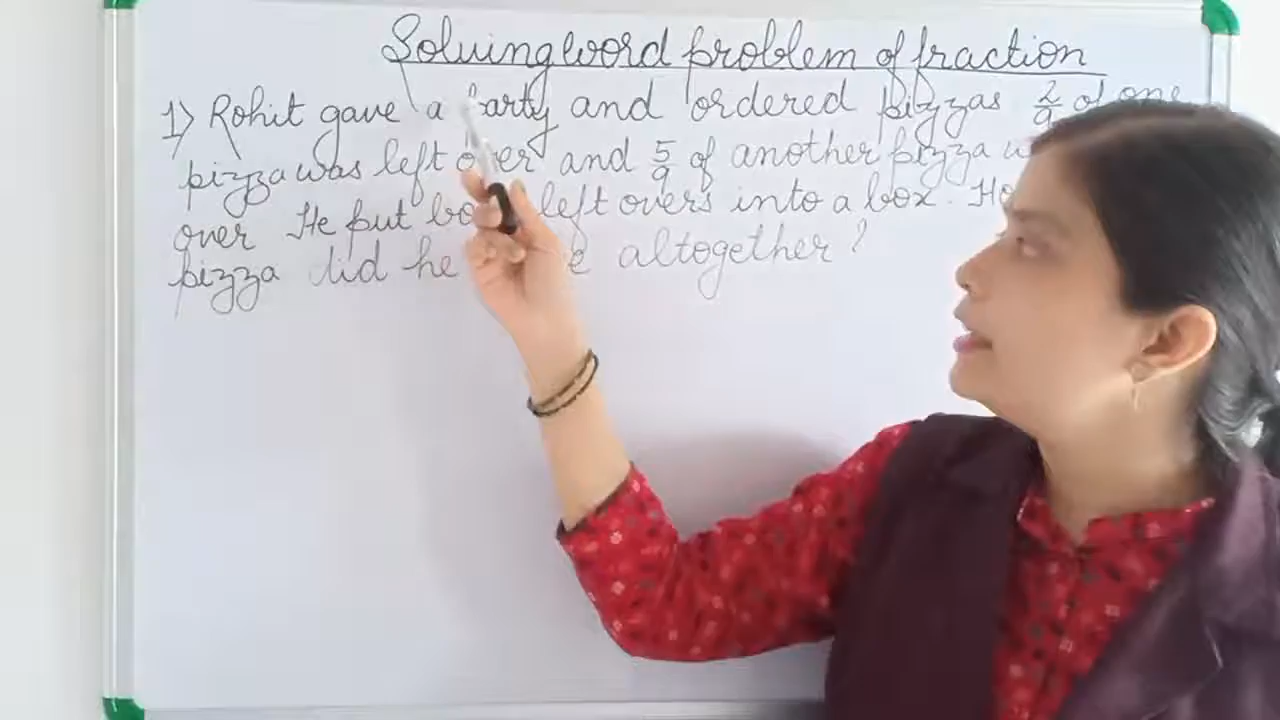 Solving word problem of fraction
1) Rohit gave a party and ordered pizzas 2/9 of one
pizza was left over and 5/9 of another pizza
over He put left overs into a box.
pizza did he altogether?